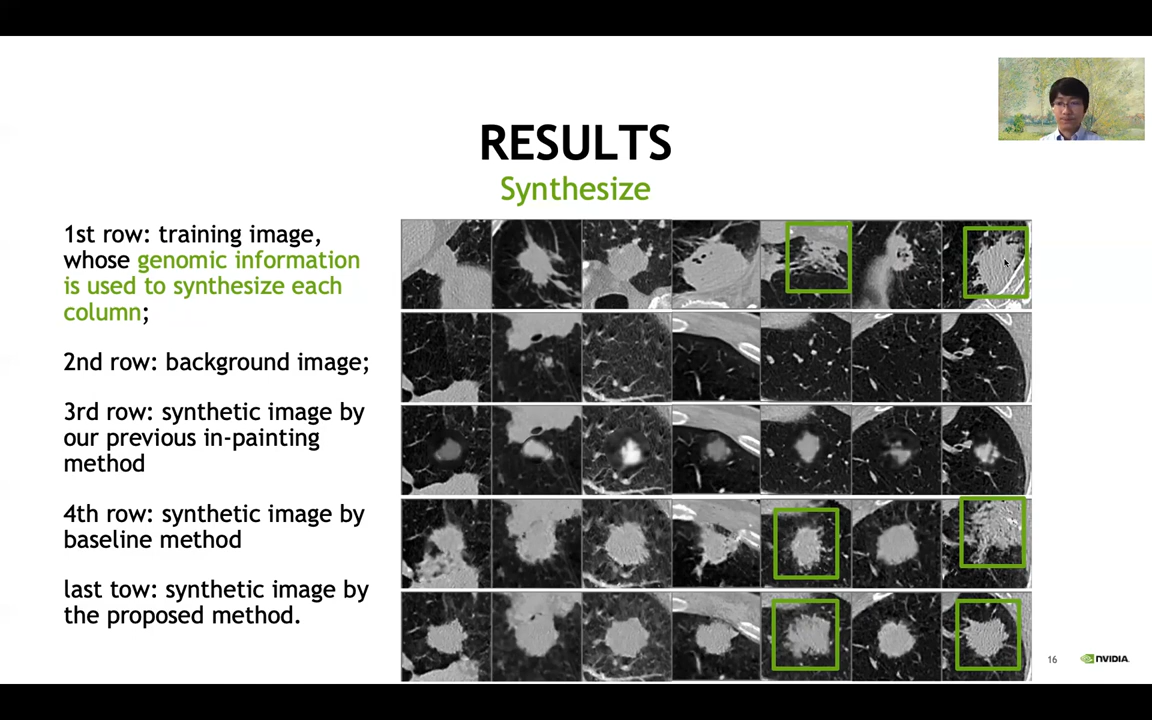 RESULTS
Synthesize
1st row: training image,
whose genomic information
is used to synthesize each
column;
2nd row: background image;
3rd row: synthetic image by
our previous in-painting
method
4th row: synthetic image by
baseline method
last tow: synthetic image by
the proposed method.
16
NVIDIA.